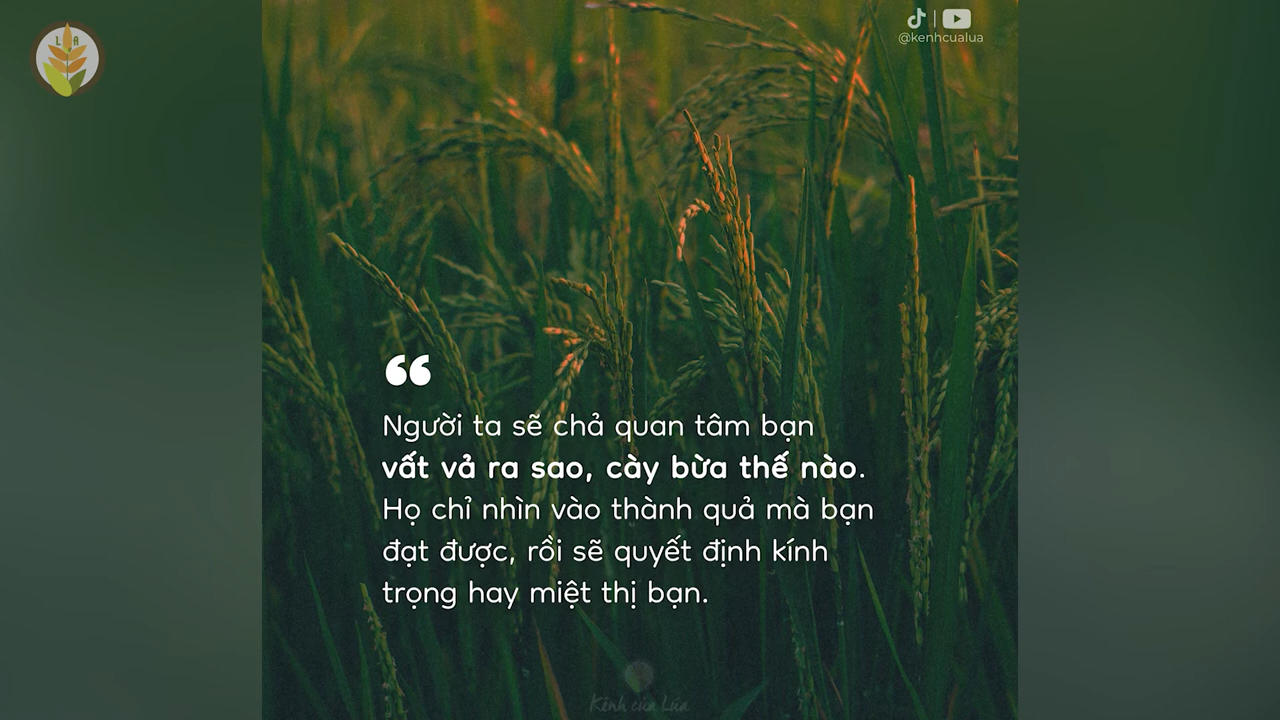 LÚA
@kenhcualua
“
Người ta sẽ chả quan tâm bạn
vất vả ra sao, cày bừa thế nào.
Họ chỉ nhìn vào thành quả mà bạn
đạt được, rồi sẽ quyết định kính
trọng hay miệt thị bạn.
Kênh của Lúa